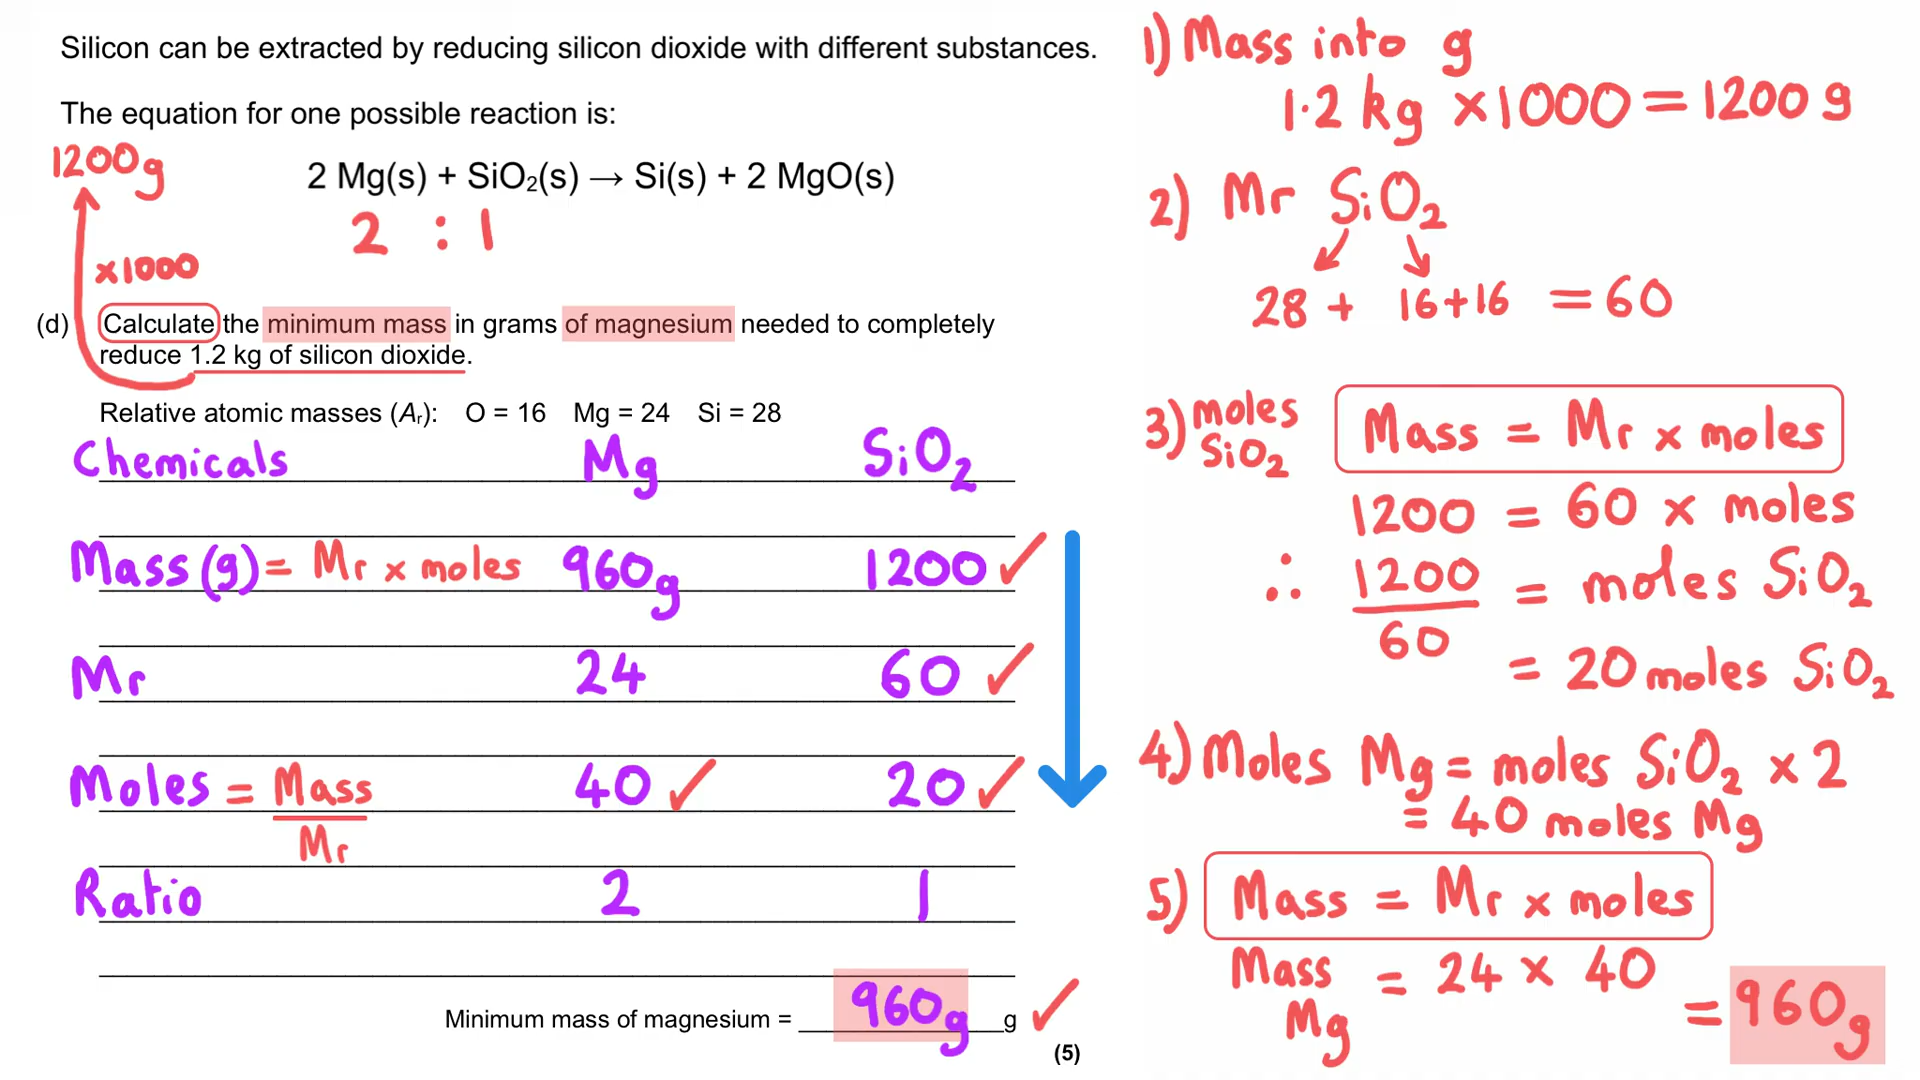 Silicon can be extracted by reducing silicon dioxide with different substances.
The equation for one possible reaction is:
1200g
2 Mg(s) + SiO₂(s) → Si(s) + 2 MgO(s)
2 : 1
x1000
(d) Calculate the minimum mass in grams of magnesium needed to completely
reduce 1.2 kg of silicon dioxide.
Relative atomic masses (Aᵣ): O = 16 Mg = 24 Si = 28
Chemicals Mg SiO₂
Mass (g) = Mr x moles 960g 1200 ✓
Mr 24 60 ✓
Moles = Mass 40 ✓ 20 ✓
Mr
Ratio 2 1
Minimum mass of magnesium = 960g g ✓
(5)
1) Mass into g
1.2 kg x1000 = 1200 g
2) Mr SiO₂
28 + 16+16 = 60
3) moles SiO₂ Mass = Mr x moles
1200 = 60 x moles
∴ 1200 = moles SiO₂
60
= 20 moles SiO₂
4) Moles Mg = moles SiO₂ x 2
= 40 moles Mg
5) Mass = Mr x moles
Mass Mg = 24 x 40
= 960g